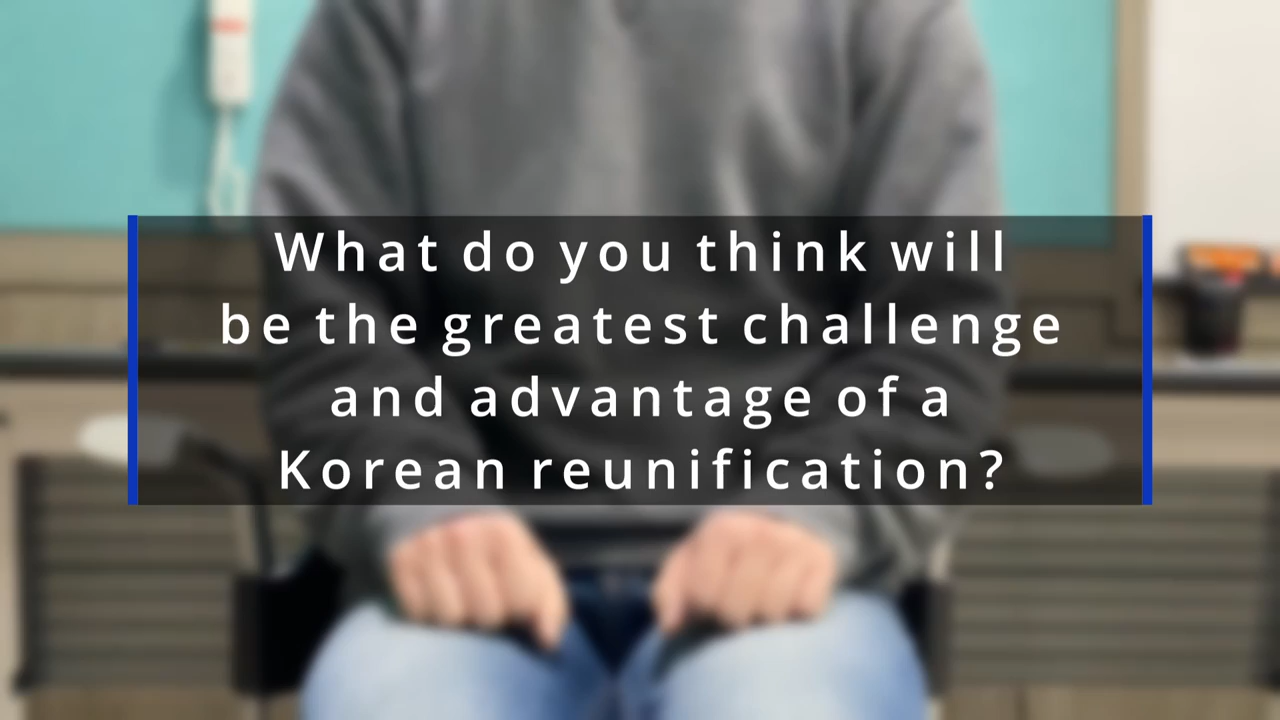 What do you think will
be the greatest challenge
and advantage of a
Korean reunification?